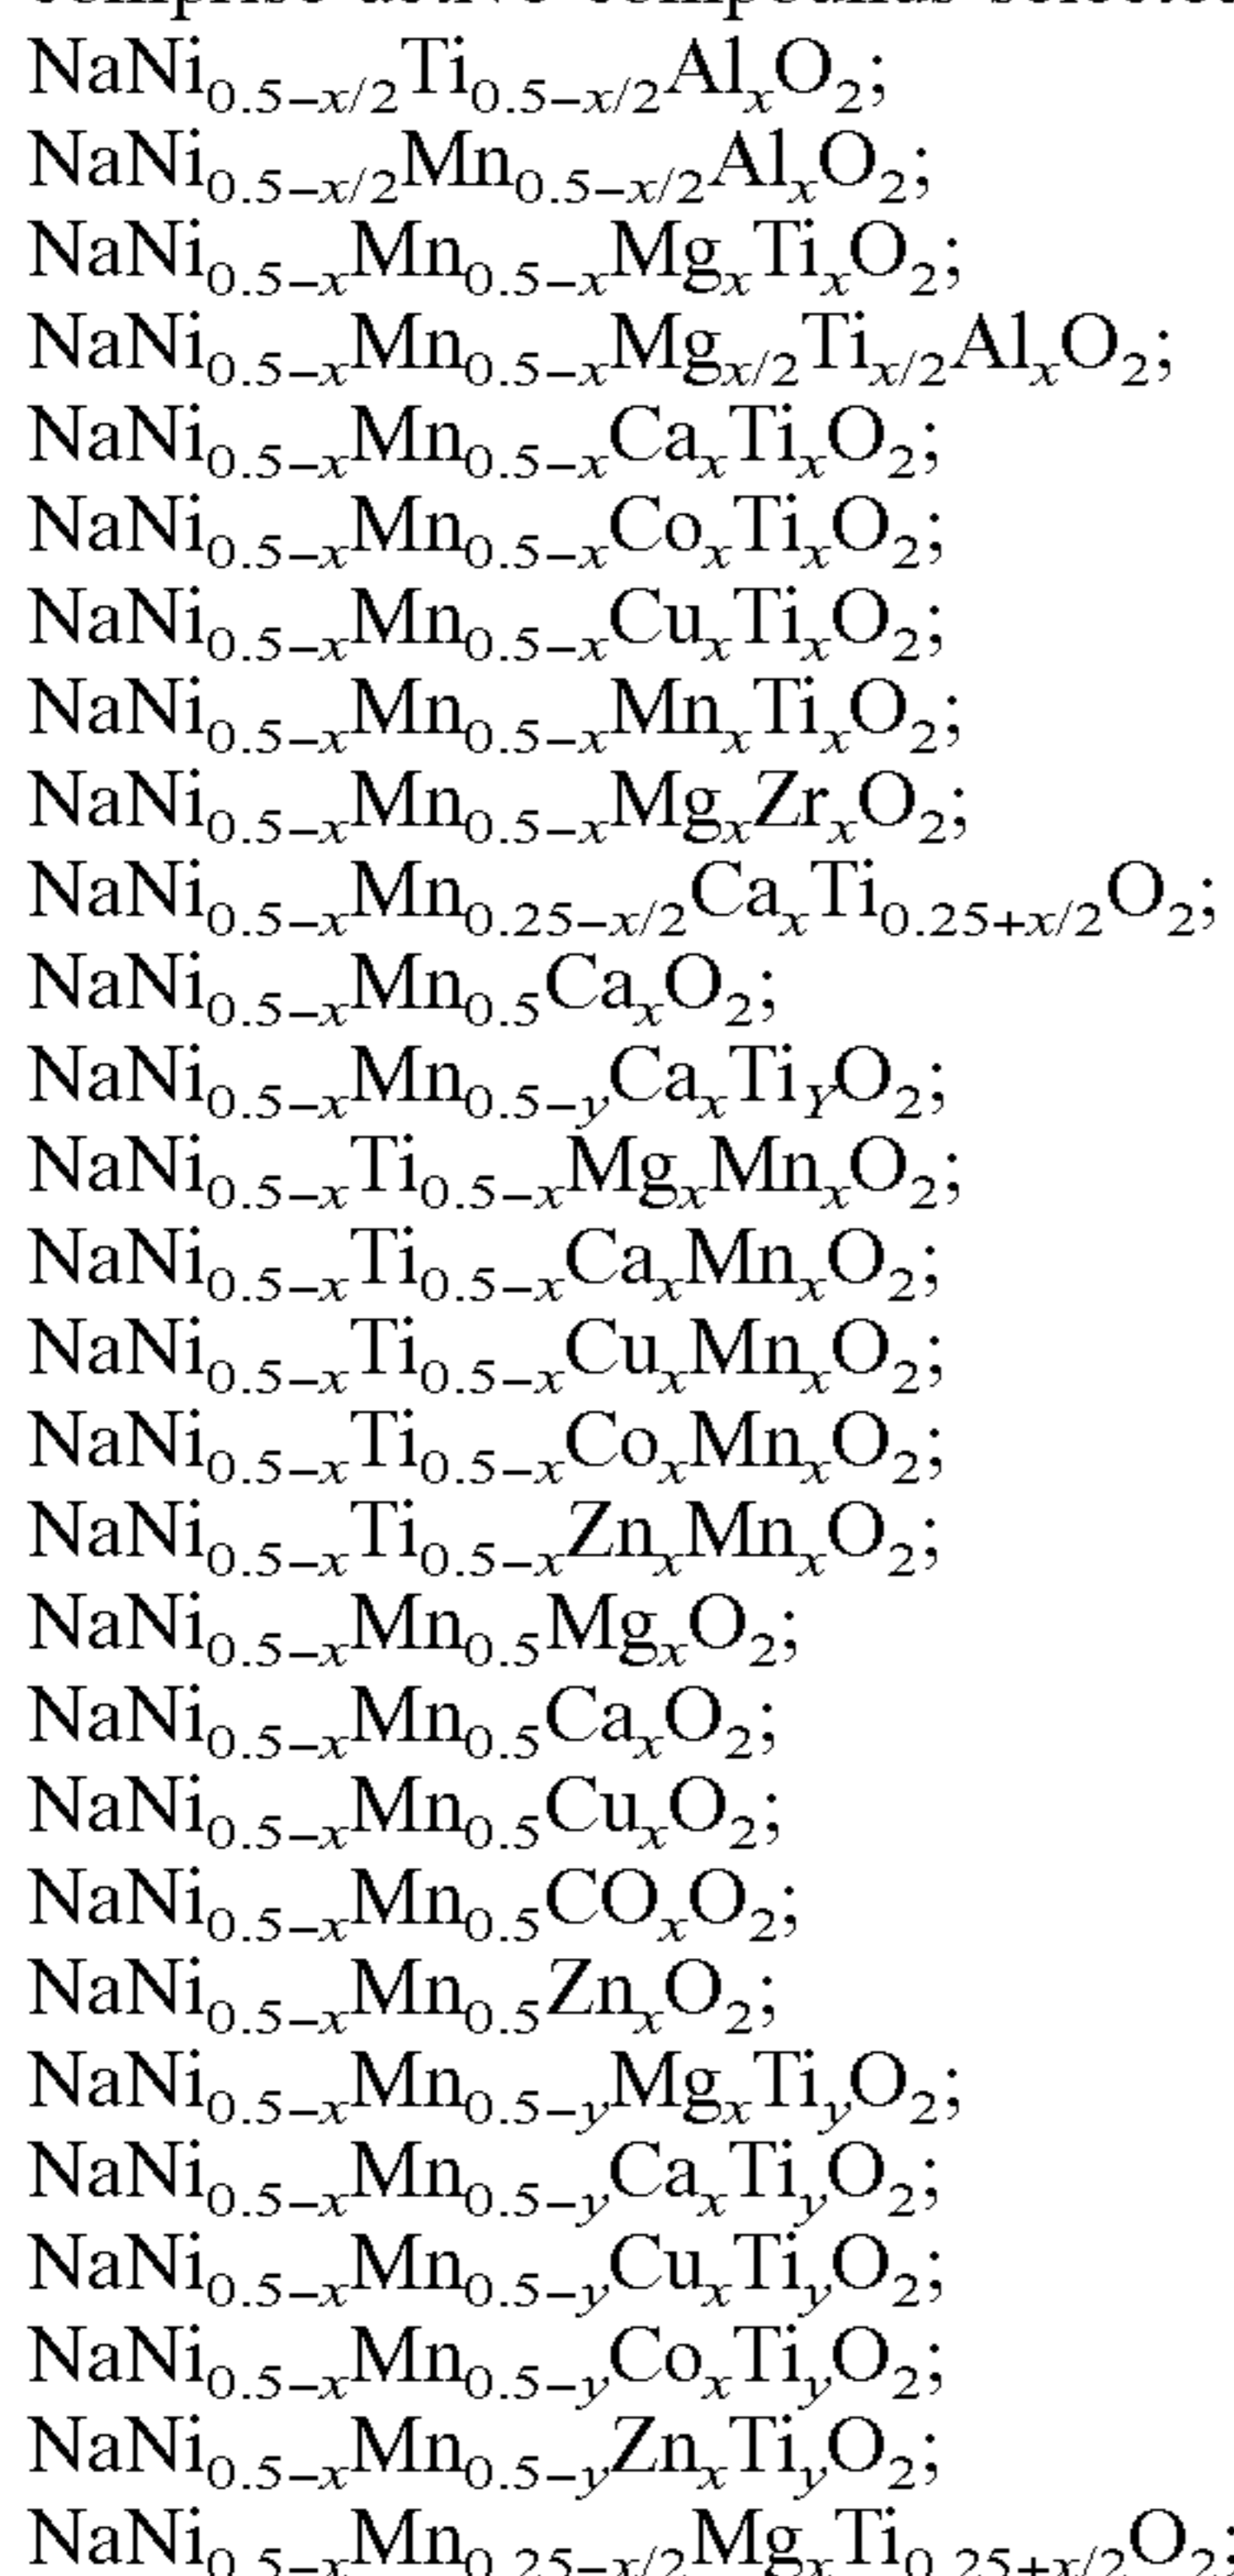 comprise active compounds selected
NaNi₀.₅₋ₓ/₂Ti₀.₅₋ₓ/₂AlₓO₂;
NaNi₀.₅₋ₓ/₂Mn₀.₅₋ₓ/₂AlₓO₂;
NaNi₀.₅₋ₓMn₀.₅₋ₓMgₓTiₓO₂;
NaNi₀.₅₋ₓMn₀.₅₋ₓMgₓ/₂Tiₓ/₂AlₓO₂;
NaNi₀.₅₋ₓMn₀.₅₋ₓCaₓTiₓO₂;
NaNi₀.₅₋ₓMn₀.₅₋ₓCoₓTiₓO₂;
NaNi₀.₅₋ₓMn₀.₅₋ₓCuₓTiₓO₂;
NaNi₀.₅₋ₓMn₀.₅₋ₓMnₓTiₓO₂;
NaNi₀.₅₋ₓMn₀.₅₋ₓMgₓZrₓO₂;
NaNi₀.₅₋ₓMn₀.₂₅₋ₓ/₂CaₓTi₀.₂₅₊ₓ/₂O₂;
NaNi₀.₅₋ₓMn₀.₅CaₓO₂;
NaNi₀.₅₋ₓMn₀.₅₋yCaₓTiYO₂;
NaNi₀.₅₋ₓTi₀.₅₋ₓMgₓMnₓO₂;
NaNi₀.₅₋ₓTi₀.₅₋ₓCaₓMnₓO₂;
NaNi₀.₅₋ₓTi₀.₅₋ₓCuₓMnₓO₂;
NaNi₀.₅₋ₓTi₀.₅₋ₓCoₓMnₓO₂;
NaNi₀.₅₋ₓTi₀.₅₋ₓZnₓMnₓO₂;
NaNi₀.₅₋ₓMn₀.₅MgₓO₂;
NaNi₀.₅₋ₓMn₀.₅CaₓO₂;
NaNi₀.₅₋ₓMn₀.₅CuₓO₂;
NaNi₀.₅₋ₓMn₀.₅COₓO₂;
NaNi₀.₅₋ₓMn₀.₅ZnₓO₂;
NaNi₀.₅₋ₓMn₀.₅₋yMgₓTiyO₂;
NaNi₀.₅₋ₓMn₀.₅₋yCaₓTiyO₂;
NaNi₀.₅₋ₓMn₀.₅₋yCuₓTiyO₂;
NaNi₀.₅₋ₓMn₀.₅₋yCoₓTiyO₂;
NaNi₀.₅₋ₓMn₀.₅₋yZnₓTiyO₂;
NaNi₀.₅₋ₓMn₀.₂₅₋ₓ/₂MgₓTi₀.₂₅₊ₓ/₂O₂;